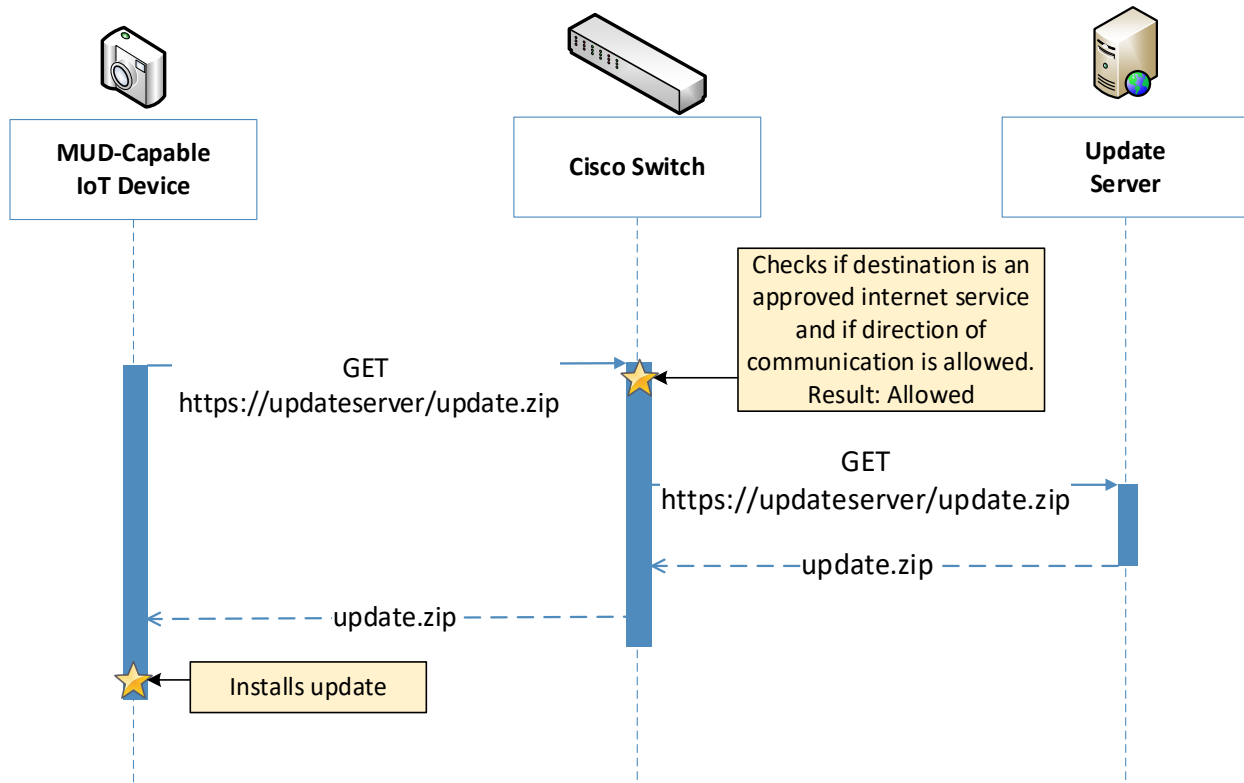 MUD-Capable
IoT Device
Cisco Switch
Update
Server
Checks if destination is an
approved internet service
and if direction of
communication is allowed.
Result: Allowed
GET
https://updateserver/update.zip
GET
https://updateserver/update.zip
update.zip
update.zip
Installs update